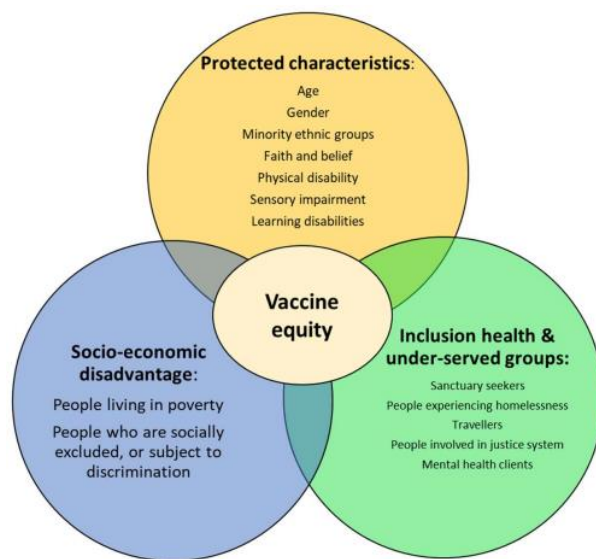 Protected characteristics:
Age
Gender
Minority ethnic groups
Faith and belief
Physical disability
Sensory impairment
Learning disabilities
Vaccine
equity
Socio-economic
disadvantage:
People living in poverty
People who are socially
excluded, or subject to
discrimination
Inclusion health &
under-served groups:
Sanctuary seekers
People experiencing homelessness
Travellers
People involved in justice system
Mental health clients